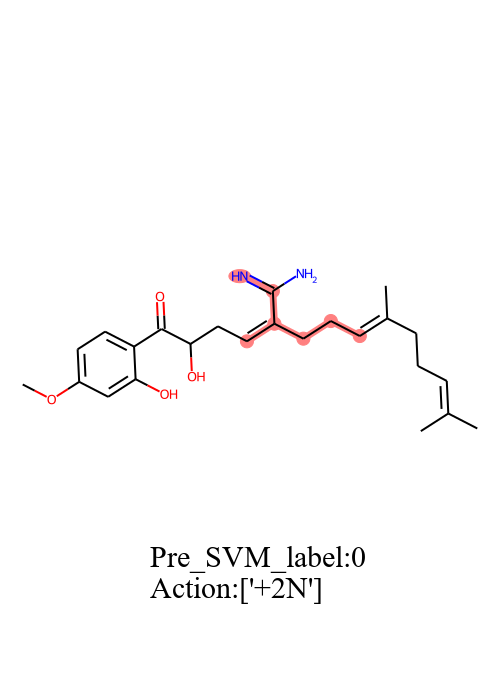 HN
NH2
O
OH
OH
O
Pre_SVM_label:0
Action:['+2N']